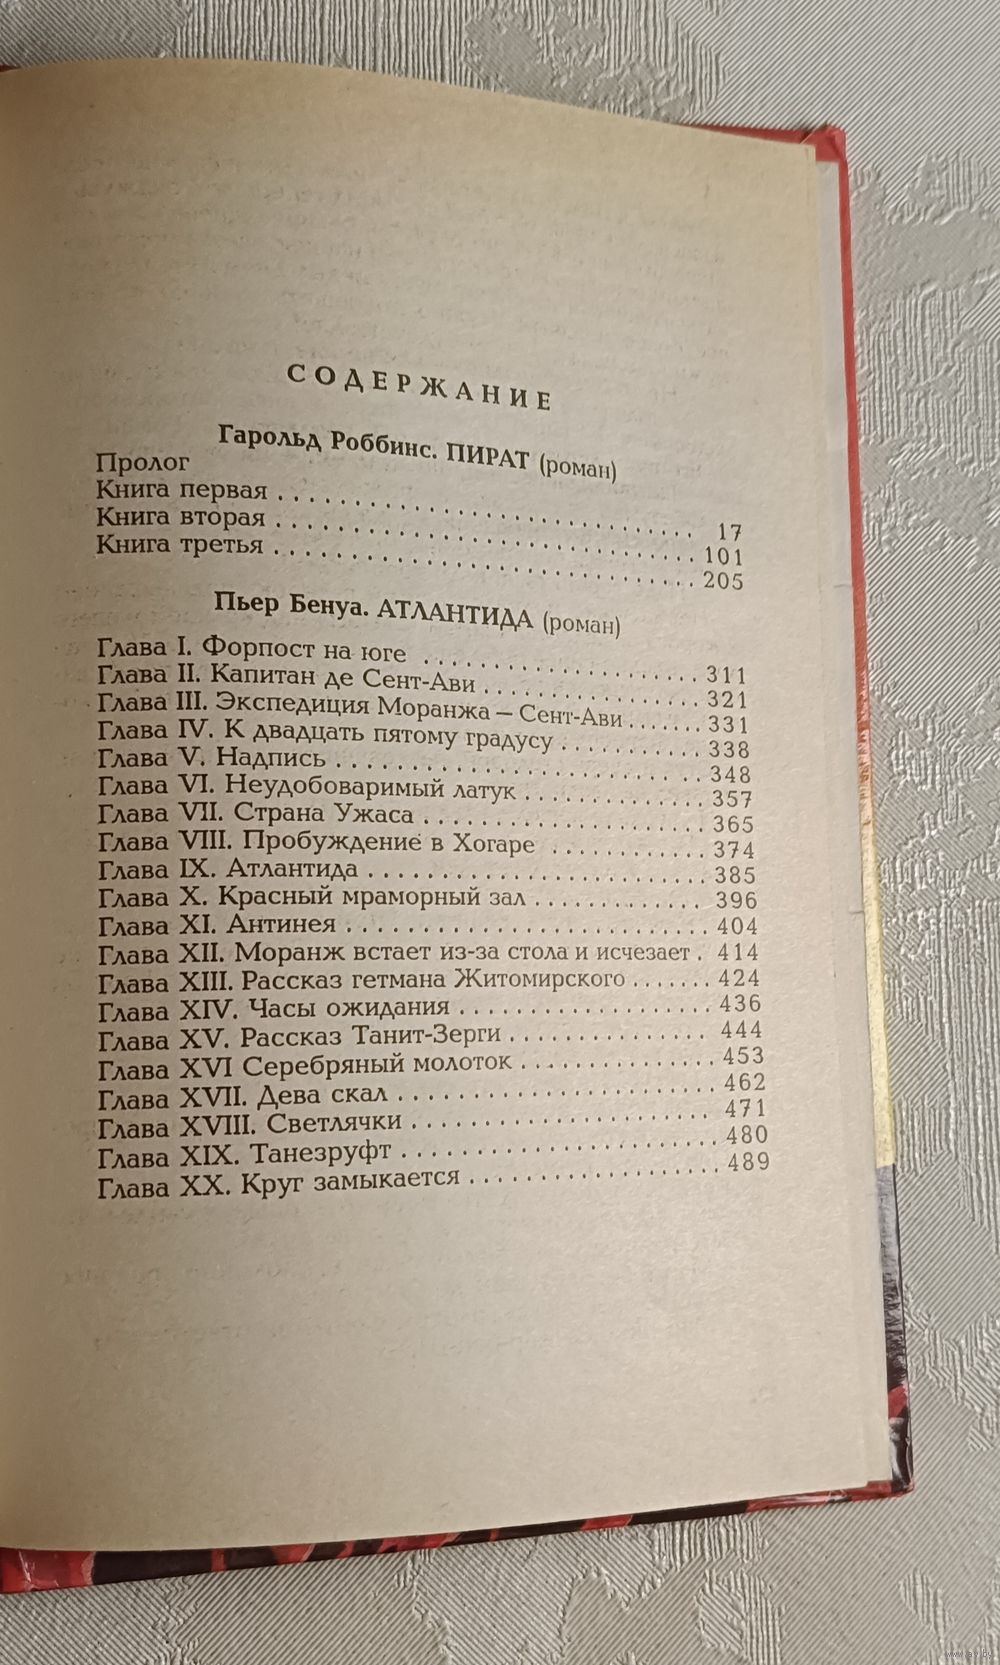 СОДЕРЖАНИЕ
Гарольд Роббинс. ПИРАТ (роман)
Пролог
Книга первая . . . . . . . . . . . . . . . . . . . . . . . . . . . . 17
Книга вторая . . . . . . . . . . . . . . . . . . . . . . . . . . . . 101
Книга третья . . . . . . . . . . . . . . . . . . . . . . . . . . . . 205
Пьер Бенуа. АТЛАНТИДА (роман)
Глава I. Форпост на юге . . . . . . . . . . . . . . . . . . . 311
Глава II. Капитан де Сент-Ави . . . . . . . . . . . . . . . 321
Глава III. Экспедиция Моранжа — Сент-Ави . . . . . . 331
Глава IV. К двадцать пятому градусу . . . . . . . . . . . 338
Глава V. Надпись . . . . . . . . . . . . . . . . . . . . . . . . 348
Глава VI. Неудобоваримый латук . . . . . . . . . . . . . . 357
Глава VII. Страна Ужаса . . . . . . . . . . . . . . . . . . . 365
Глава VIII. Пробуждение в Хогаре . . . . . . . . . . . . 374
Глава IX. Атлантида . . . . . . . . . . . . . . . . . . . . . . 385
Глава X. Красный мраморный зал . . . . . . . . . . . . . 396
Глава XI. Антинея . . . . . . . . . . . . . . . . . . . . . . . 404
Глава XII. Моранж встает из-за стола и исчезает . 414
Глава XIII. Рассказ гетмана Житомирского . . . . . . . 424
Глава XIV. Часы ожидания . . . . . . . . . . . . . . . . . . 436
Глава XV. Рассказ Танит-Зерги . . . . . . . . . . . . . . . 444
Глава XVI Серебряный молоток . . . . . . . . . . . . . . 453
Глава XVII. Дева скал . . . . . . . . . . . . . . . . . . . . . 462
Глава XVIII. Светлячки . . . . . . . . . . . . . . . . . . . . 471
Глава XIX. Танезруфт . . . . . . . . . . . . . . . . . . . . . 480
Глава XX. Круг замыкается . . . . . . . . . . . . . . . . . 489